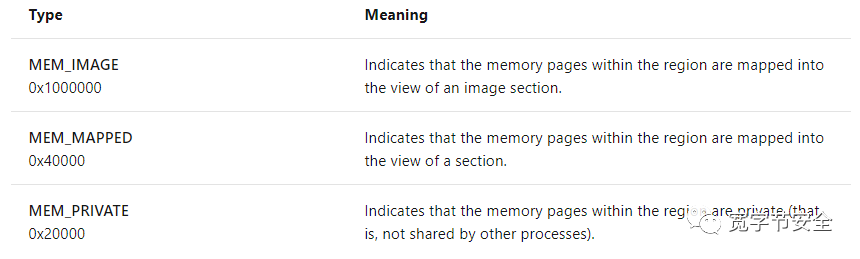 Type Meaning
MEM_IMAGE Indicates that the memory pages within the region are mapped into
0x1000000 the view of an image section.
MEM_MAPPED Indicates that the memory pages within the region are mapped into
0x40000 the view of a section.
MEM_PRIVATE Indicates that the memory pages within the region are private (that
0x20000 is, not shared by other processes).
宽字节安全